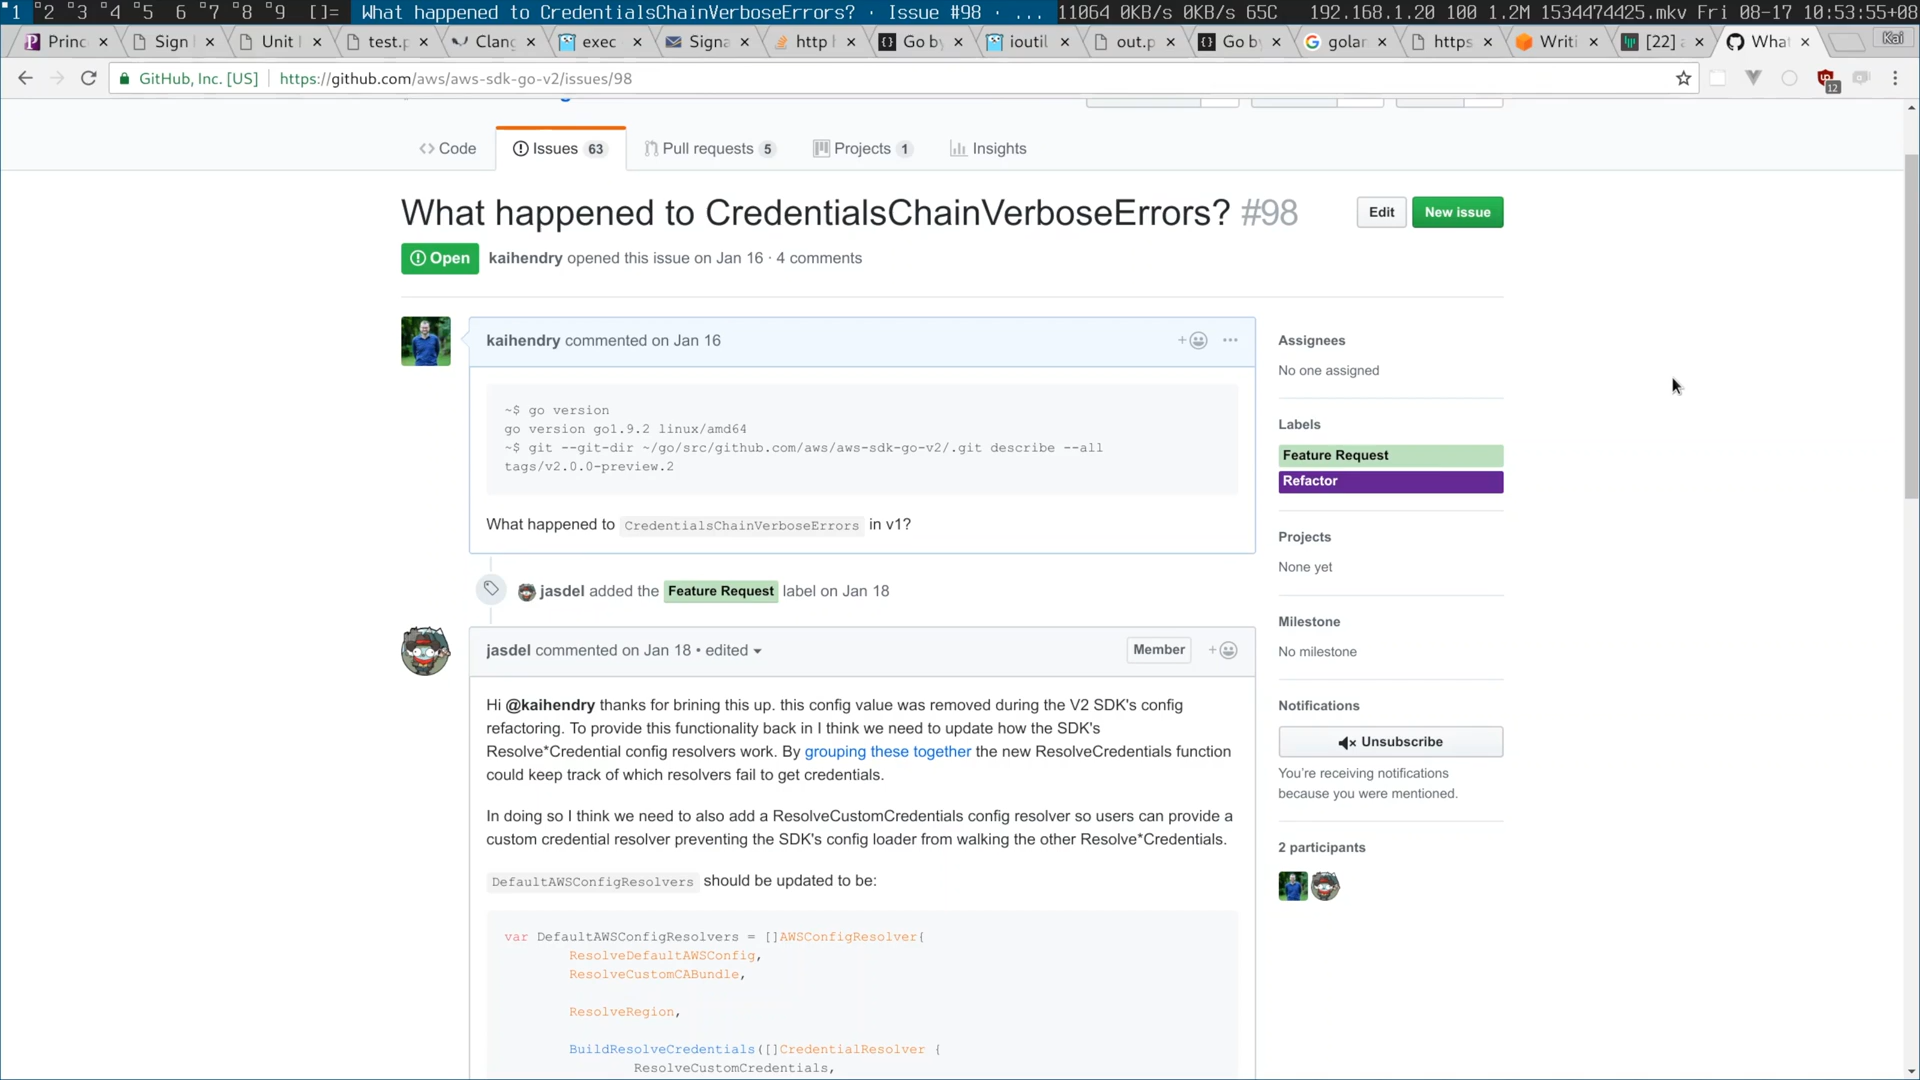 1 2 3 4 5 6 7 8 9 []= What happened to CredentialsChainVerboseErrors? · Issue #98 · ... 11064 0KB/s 0KB/s 65C 192.168.1.20 100 1.2M 1534474425.mkv Fri 08-17 10:53:55+08
Princ Sign Unit test.p Clang exec Signa http Go by ioutil out.p Go by golan https Writi [22] a What Kai
GitHub, Inc. [US] https://github.com/aws/aws-sdk-go-v2/issues/98 12
Code Issues 63 Pull requests 5 Projects 1 Insights
What happened to CredentialsChainVerboseErrors? #98 Edit New issue
Open kaihendry opened this issue on Jan 16 · 4 comments
kaihendry commented on Jan 16
~$ go version
go version go1.9.2 linux/amd64
~$ git --git-dir ~/go/src/github.com/aws/aws-sdk-go-v2/.git describe --all
tags/v2.0.0-preview.2
What happened to CredentialsChainVerboseErrors in v1?
jasdel added the Feature Request label on Jan 18
jasdel commented on Jan 18 • edited Member
Hi @kaihendry thanks for brining this up. this config value was removed during the V2 SDK's config
refactoring. To provide this functionality back in I think we need to update how the SDK's
Resolve*Credential config resolvers work. By grouping these together the new ResolveCredentials function
could keep track of which resolvers fail to get credentials.
In doing so I think we need to also add a ResolveCustomCredentials config resolver so users can provide a
custom credential resolver preventing the SDK's config loader from walking the other Resolve*Credentials.
DefaultAWSConfigResolvers should be updated to be:
var DefaultAWSConfigResolvers = []AWSConfigResolver{
ResolveDefaultAWSConfig,
ResolveCustomCABundle,
ResolveRegion,
BuildResolveCredentials([]CredentialResolver {
ResolveCustomCredentials,
Assignees
No one assigned
Labels
Feature Request
Refactor
Projects
None yet
Milestone
No milestone
Notifications
Unsubscribe
You're receiving notifications
because you were mentioned.
2 participants